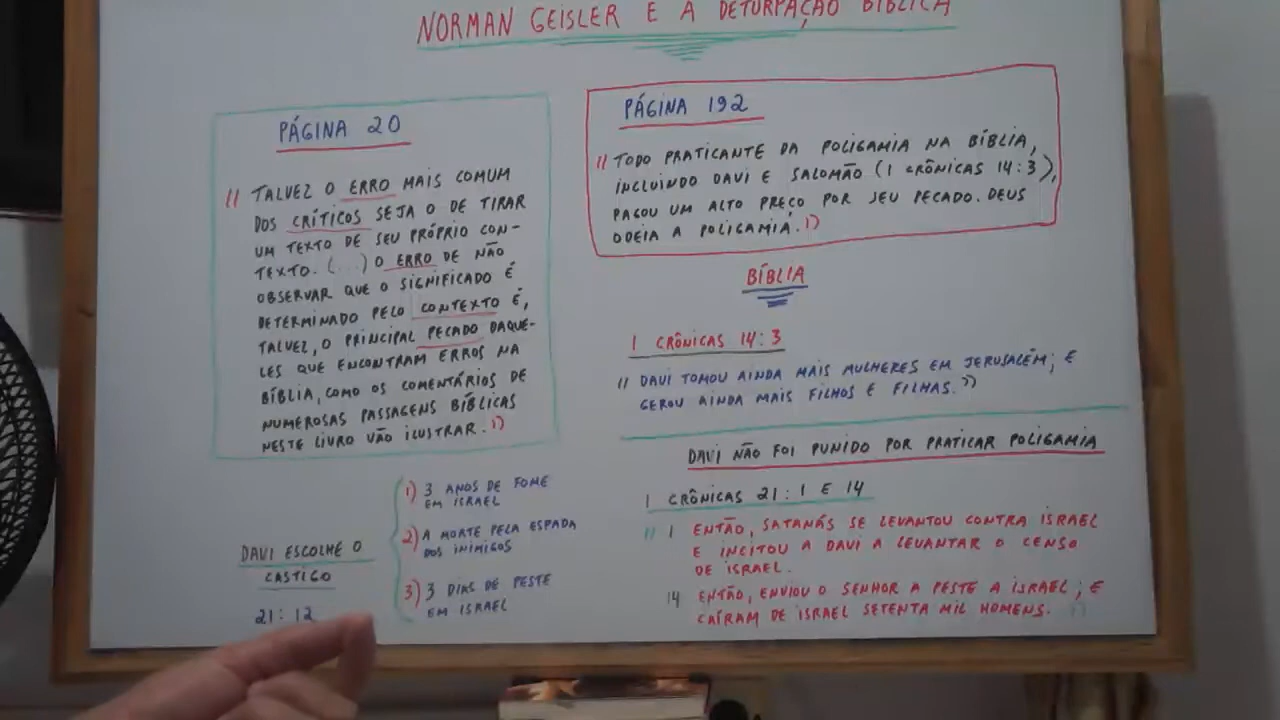 NORMAN GEISLER E A DETURPAÇÃO BÍBLICA
PÁGINA 20
" TALVEZ O ERRO MAIS COMUM
DOS CRÍTICOS SEJA O DE TIRAR
UM TEXTO DE SEU PRÓPRIO CON-
TEXTO. (...) O ERRO DE NÃO
OBSERVAR QUE O SIGNIFICADO É
DETERMINADO PELO CONTEXTO É,
TALVEZ, O PRINCIPAL PECADO DAQUE-
LES QUE ENCONTRAM ERROS NA
BÍBLIA, COMO OS COMENTÁRIOS DE
NUMEROSAS PASSAGENS BÍBLICAS
NESTE LIVRO VÃO ILUSTRAR. "
PÁGINA 192
" TODO PRATICANTE DA POLIGAMIA NA BÍBLIA,
INCLUINDO DAVI E SALOMÃO (1 CRÔNICAS 14:3),
PAGOU UM ALTO PREÇO POR SEU PECADO. DEUS
ODEIA A POLIGAMIA. "
BÍBLIA
1 CRÔNICAS 14:3
" DAVI TOMOU AINDA MAIS MULHERES EM JERUSALÉM; E
GEROU AINDA MAIS FILHOS E FILHAS. "
DAVI NÃO FOI PUNIDO POR PRATICAR POLIGAMIA
1 CRÔNICAS 21:1 E 14
" 1 ENTÃO, SATANÁS SE LEVANTOU CONTRA ISRAEL
E INCITOU A DAVI A LEVANTAR O CENSO
DE ISRAEL.
14 ENTÃO, ENVIOU O SENHOR A PESTE A ISRAEL; E
CAÍRAM DE ISRAEL SETENTA MIL HOMENS. "
DAVI ESCOLHE O
CASTIGO
21:12
1) 3 ANOS DE FOME
EM ISRAEL
2) A MORTE PELA ESPADA
DOS INIMIGOS
3) 3 DIAS DE PESTE
EM ISRAEL